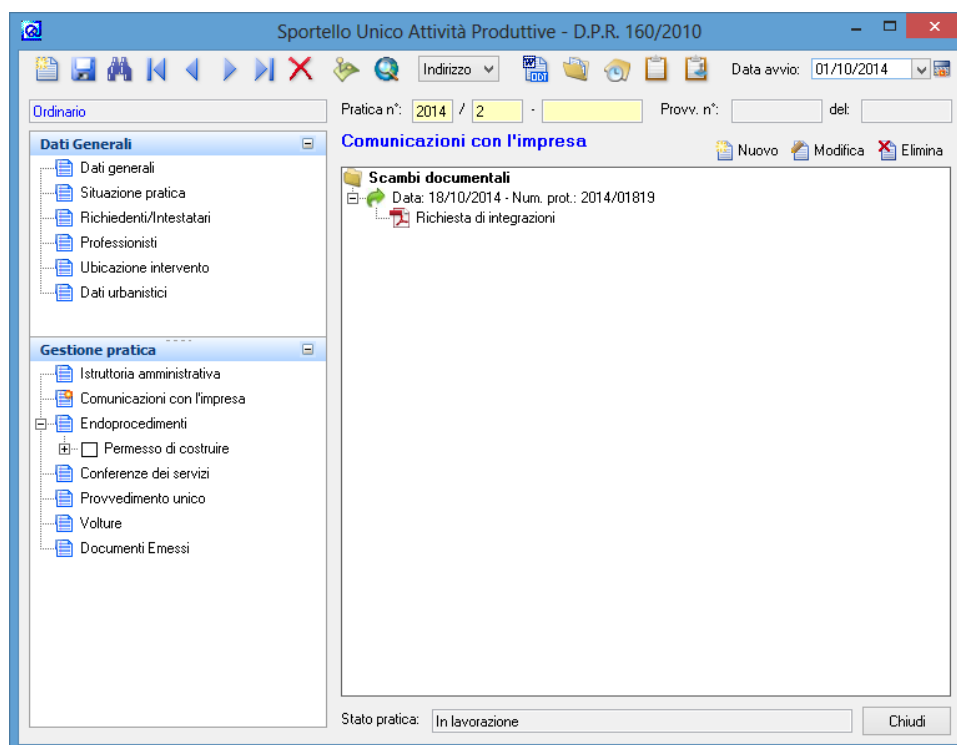 Sportello Unico Attività Produttive - D.P.R. 160/2010
Indirizzo
Data avvio: 01/10/2014
Ordinario
Pratica n°: 2014 / 2 -
Provv. n°: del:
Dati Generali
Dati generali
Situazione pratica
Richiedenti/Intestatari
Professionisti
Ubicazione intervento
Dati urbanistici
Gestione pratica
Istruttoria amministrativa
Comunicazioni con l'impresa
Endoprocedimenti
Permesso di costruire
Conferenze dei servizi
Provvedimento unico
Volture
Documenti Emessi
Comunicazioni con l'impresa
Nuovo Modifica Elimina
Scambi documentali
Data: 18/10/2014 - Num. prot.: 2014/01819
Richiesta di integrazioni
Stato pratica: In lavorazione
Chiudi